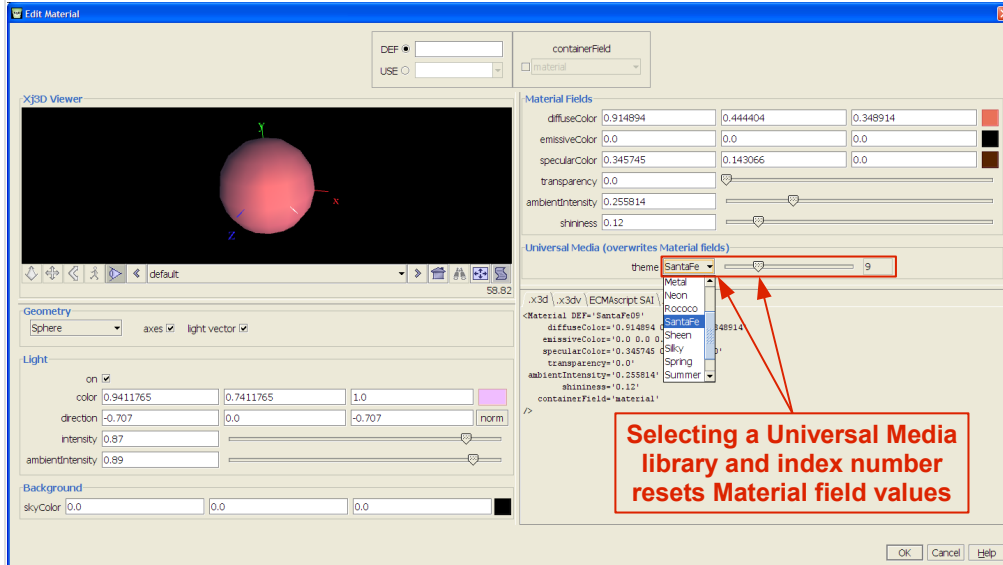 Edit Material
DEF
USE
containerField
material
Xj3D Viewer
y
x
z
default
58.82
Geometry
Sphere
axes
light vector
Light
on
color 0.9411765 0.7411765 1.0
direction -0.707 0.0 -0.707 norm
intensity 0.87
ambientIntensity 0.89
Background
skyColor 0.0 0.0 0.0
Material Fields
diffuseColor 0.914894 0.444404 0.348914
emissiveColor 0.0 0.0 0.0
specularColor 0.345745 0.143066 0.0
transparency 0.0
ambientIntensity 0.255814
shininess 0.12
Universal Media (overwrites Material fields)
theme SantaFe 9
Metal
Neon
Rococo
SantaFe
Sheen
Silky
Spring
Summer
.x3d .x3dv ECMAscript SAI
<Material DEF='SantaFe09'
diffuseColor='0.914894 348914'
emissiveColor='0.0 0.0
specularColor='0.345745
transparency='0.0'
ambientIntensity='0.255814'
shininess='0.12'
containerField='material'
/>
Selecting a Universal Media
library and index number
resets Material field values
OK Cancel Help